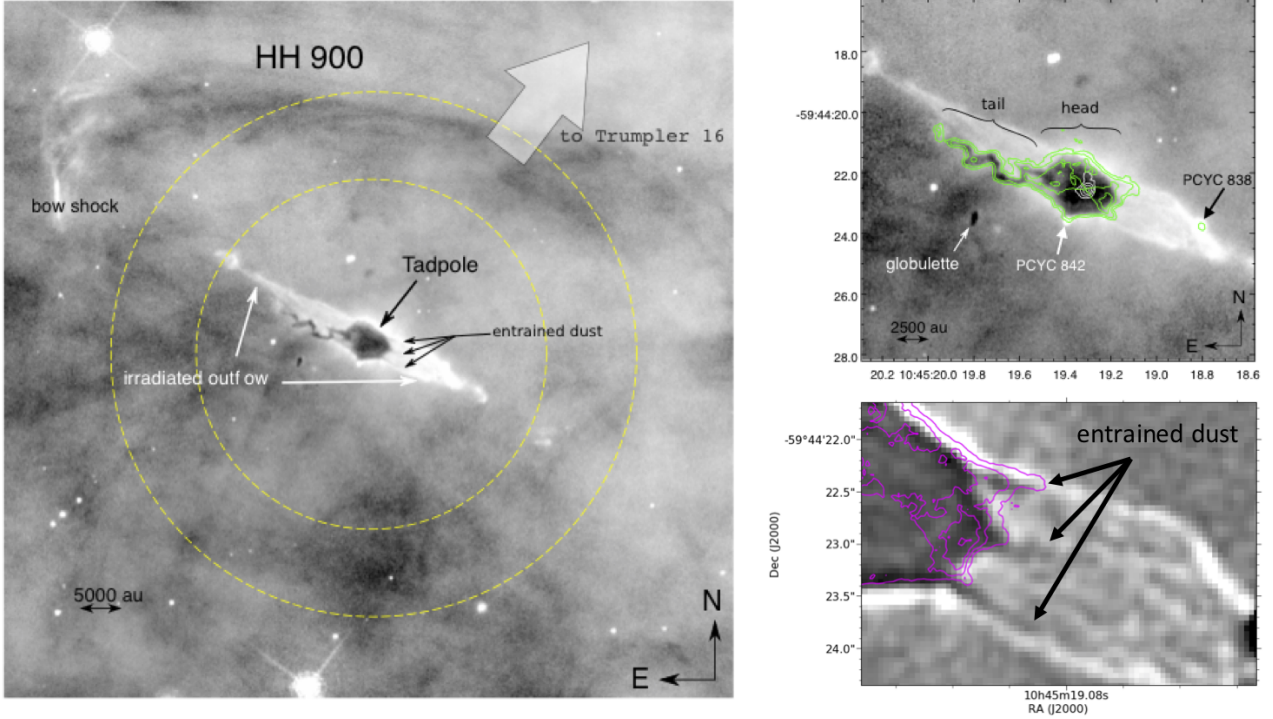 HH 900
to Trumpler 16
bow shock
Tadpole
entrained dust
irradiated outf ow
5000 au
N
E
18.0
-59:44:20.0
22.0
24.0
26.0
28.0
tail
head
PCYC 838
globulette
PCYC 842
2500 au
N
E
20.2 10:45:20.0 19.8 19.6 19.4 19.2 19.0 18.8 18.6
entrained dust
-59°44'22.0"
22.5"
23.0"
23.5"
24.0"
Dec (J2000)
10h45m19.08s
RA (J2000)